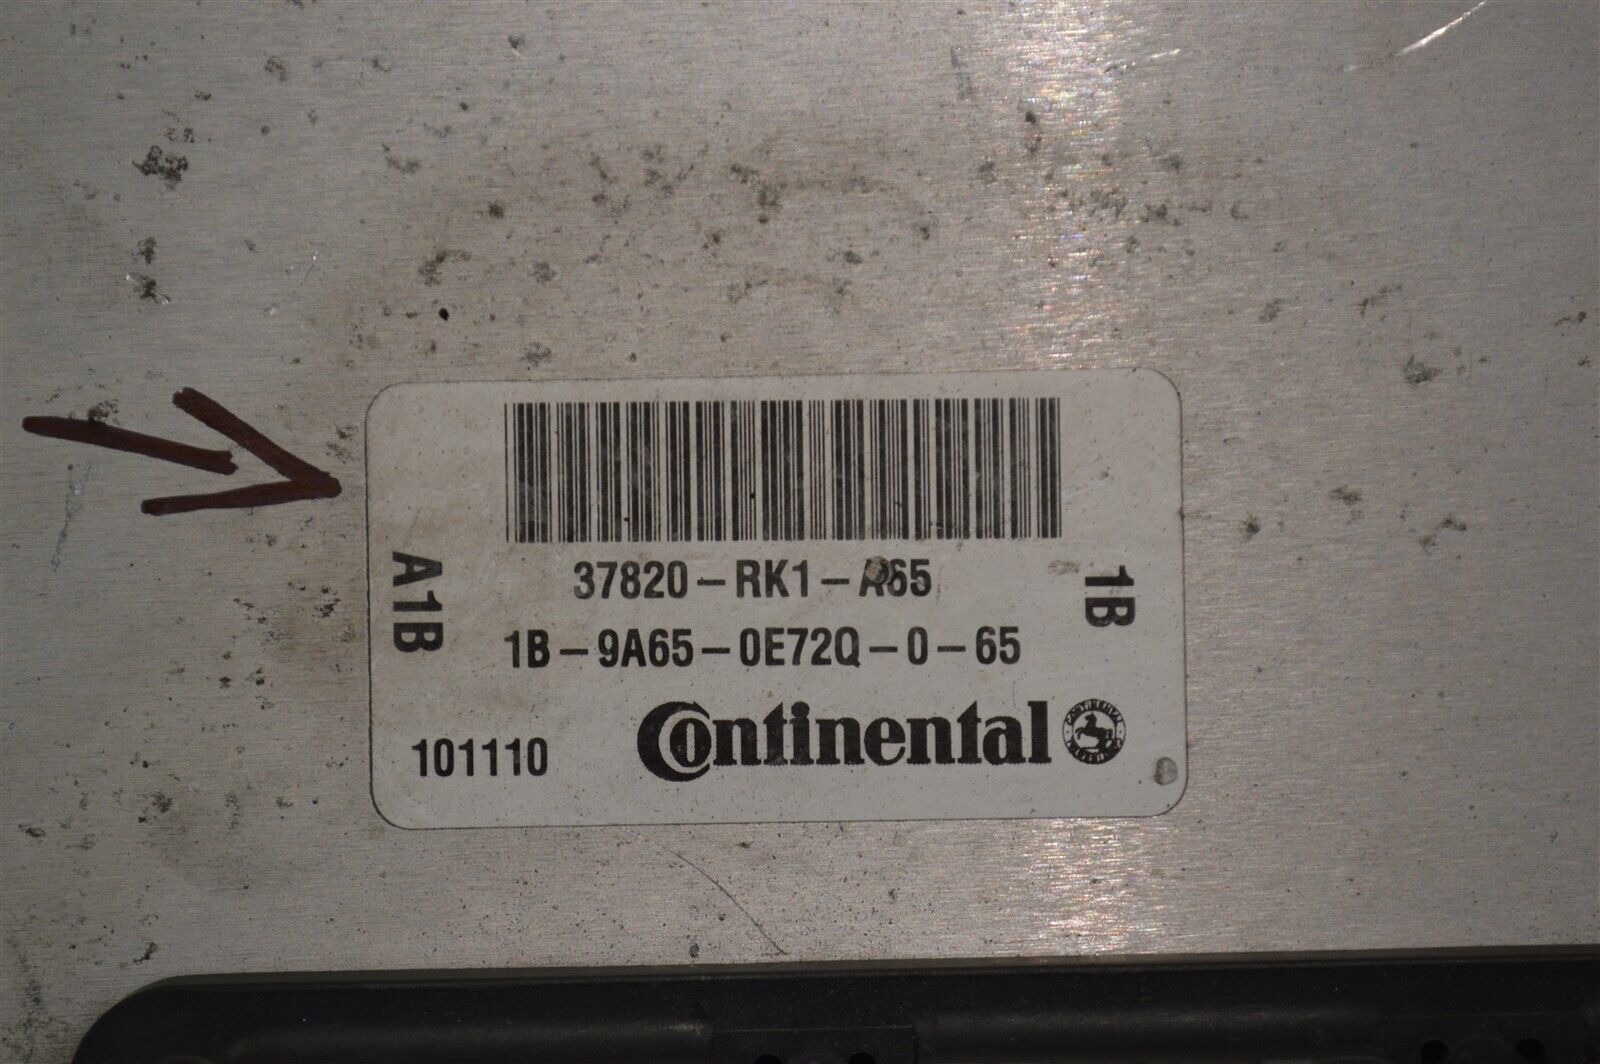 37820-RK1-A65
1B-9A65-0E72Q-0-65
A1B
1B
101110
Continental